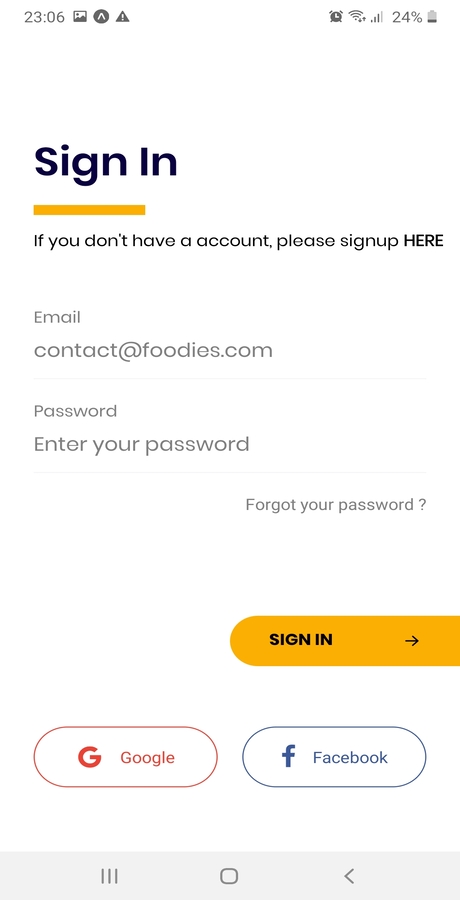 23:06 24%
Sign In
If you don't have a account, please signup HERE
Email
contact@foodies.com
Password
Enter your password
Forgot your password ?
SIGN IN
Google Facebook